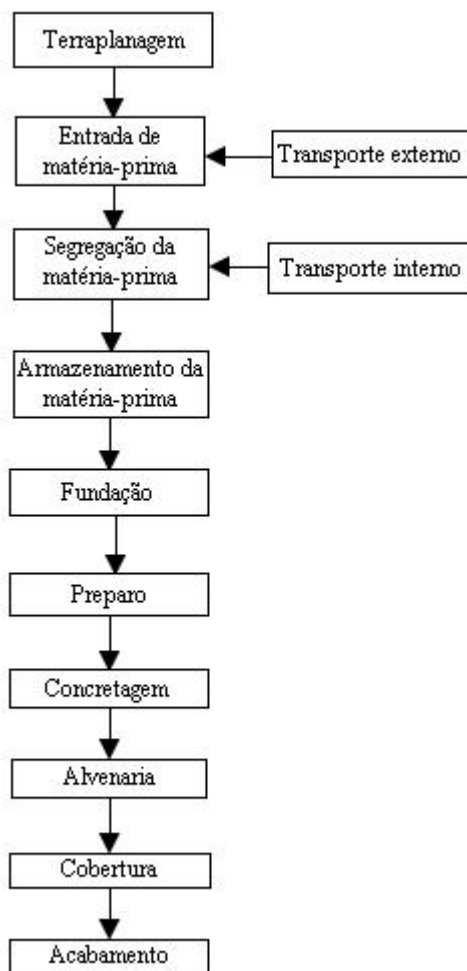 Terraplanagem
Entrada de
matéria-prima
Transporte externo
Segregação da
matéria-prima
Transporte interno
Armazenamento da
matéria-prima
Fundação
Preparo
Concretagem
Alvenaria
Cobertura
Acabamento